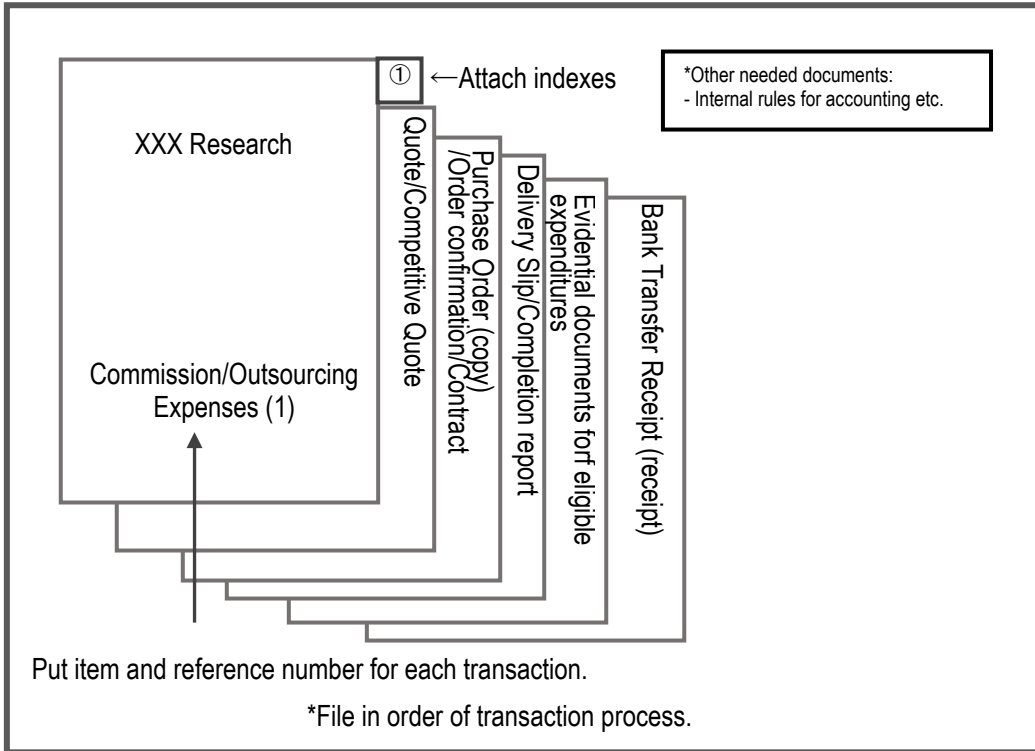 ①
←Attach indexes
*Other needed documents:
- Internal rules for accounting etc.
XXX Research
Commission/Outsourcing
Expenses (1)
Quote/Competitive Quote
Purchase Order (copy)
/Order confirmation/Contract
Delivery Slip/Completion report
Evidential documents forf eligible
expenditures
Bank Transfer Receipt (receipt)
Put item and reference number for each transaction.
*File in order of transaction process.